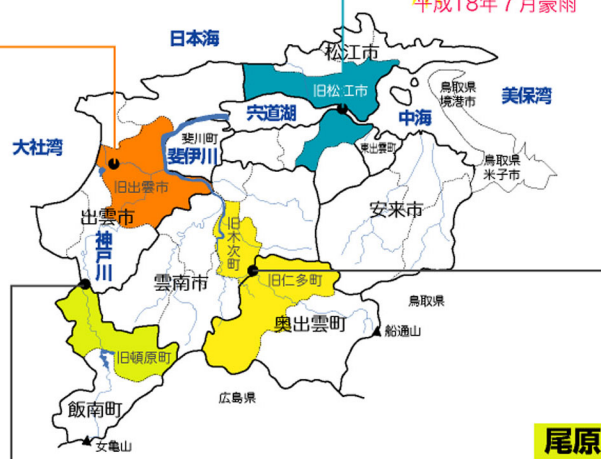 平成18年7月豪雨
日本海
松江市
旧松江市
鳥取県
境港市
美保湾
宍道湖
中海
大社湾
斐川町
斐伊川
東出雲町
鳥取県
米子市
旧出雲市
出雲市
安来市
神戸川
旧木次町
雲南市
旧仁多町
鳥取県
奥出雲町
船通山
旧頓原町
広島県
飯南町
女亀山
尾原